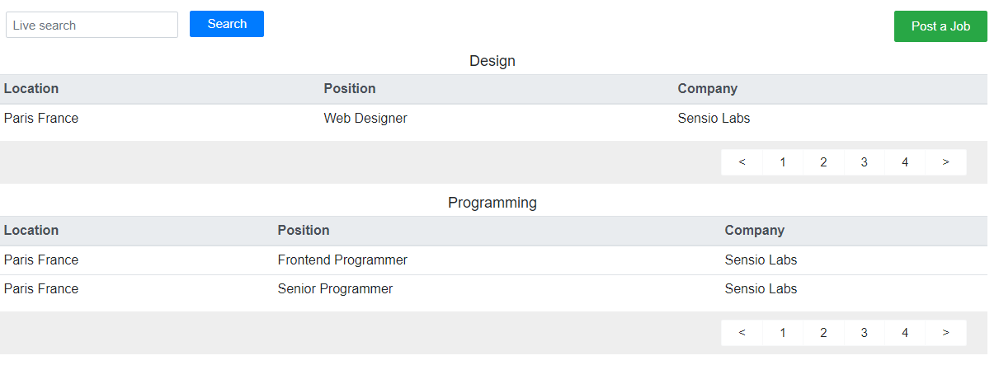 Live search Search Post a Job
Design
Location Position Company
Paris France Web Designer Sensio Labs
< 1 2 3 4 >
Programming
Location Position Company
Paris France Frontend Programmer Sensio Labs
Paris France Senior Programmer Sensio Labs
< 1 2 3 4 >